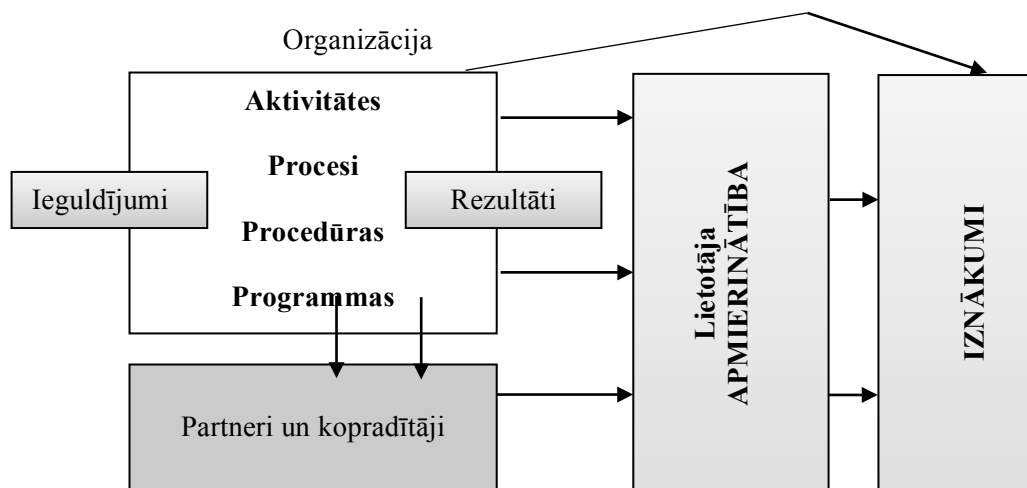 Organizācija
Aktivitātes
Procesi
Ieguldījumi
Rezultāti
Procedūras
Programmas
Partneri un kopradītāji
Lietotāja
APMIERINĀTĪBA
IZNĀKUMI